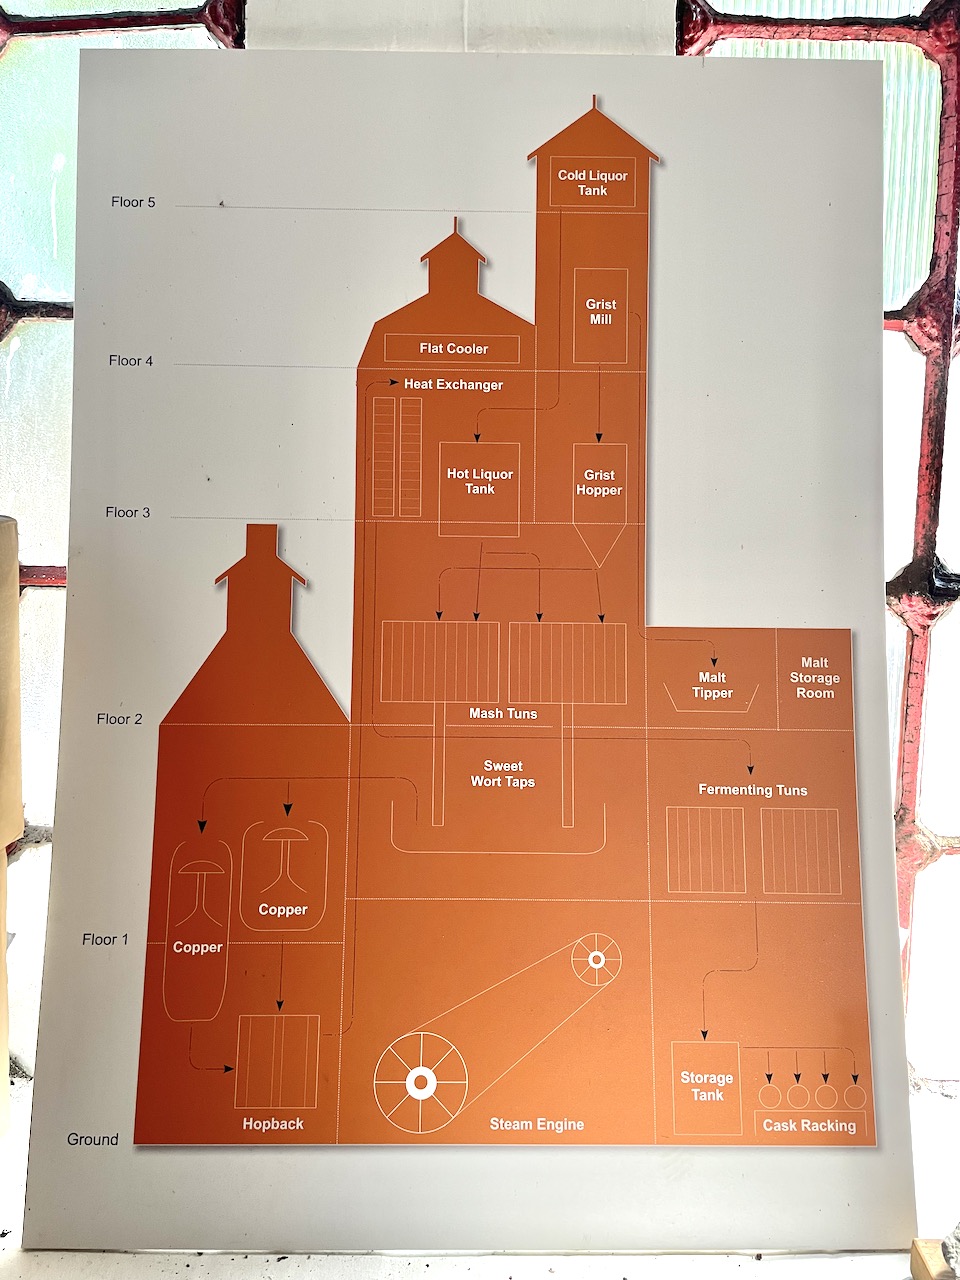 Cold Liquor
Tank
Floor 5
Grist
Mill
Flat Cooler
Floor 4
Heat Exchanger
Hot Liquor
Tank
Grist
Hopper
Floor 3
Malt
Tipper
Malt
Storage
Room
Mash Tuns
Floor 2
Sweet
Wort Taps
Fermenting Tuns
Copper
Floor 1
Copper
Storage
Tank
Hopback
Steam Engine
Cask Racking
Ground